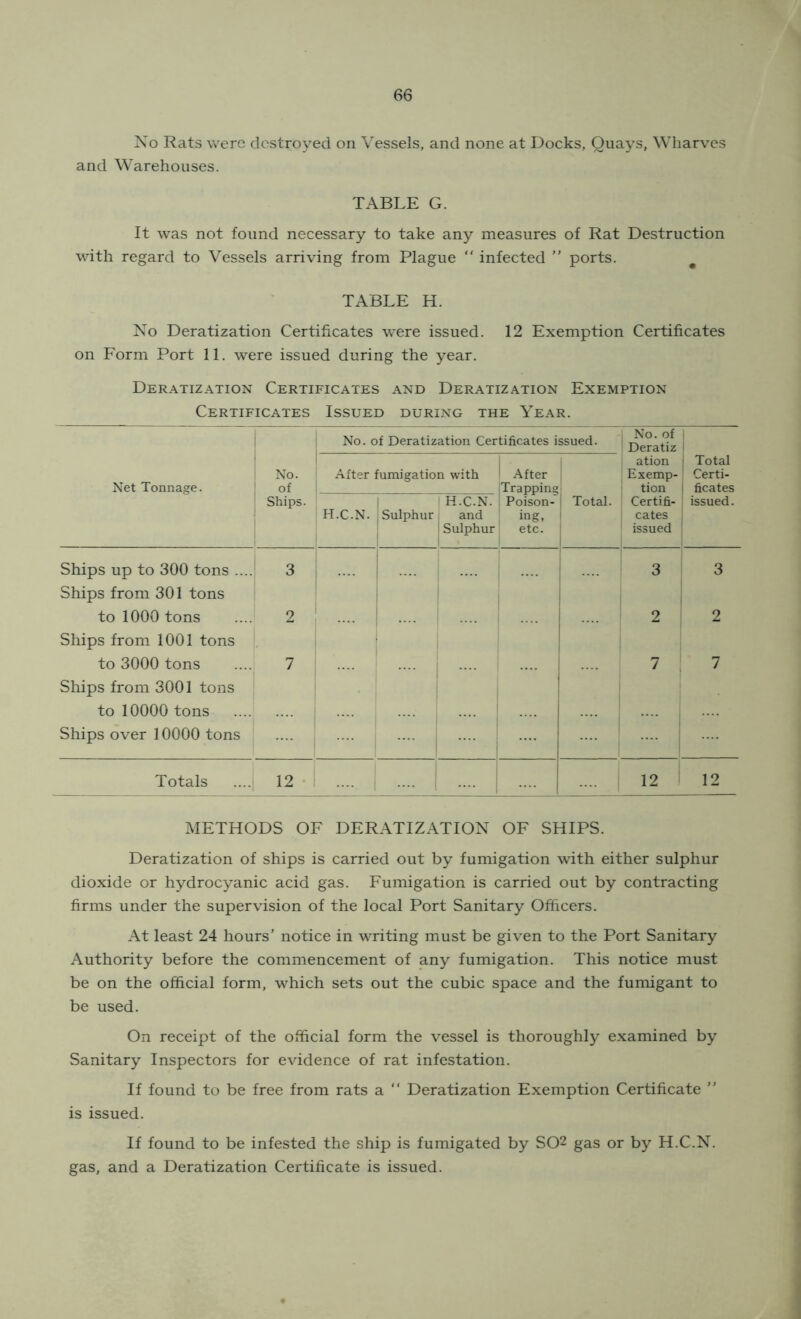 66
No Rats were destroyed on Vessels, and none at Docks, Quays, Wharves
and Warehouses.
TABLE G.
It was not found necessary to take any measures of Rat Destruction
with regard to Vessels arriving from Plague " infected " ports.
TABLE H.
No Deratization Certificates were issued. 12 Exemption Certificates
on Form Port 11. were issued during the year.
Deratization Certificates and Deratization Exemption
Certificates Issued during the Year.
Net Tonnage.
No. of Ships.
No. of Deratization Certificates issued.
After fumigation with
H.C.N.
Sulphur
H.C.N. and Sulphur
After Trapping Poison-ing, etc.
Total.
No. of Deratiz ation Exemp-tion Certifi-cates issued
Total Certi-ficates issued.
Ships up to 300 tons .... 3 .... .... .... .... .... 3 3
Ships from 301 tons
to 1000 tons .... 2 .... .... .... .... .... 2 2
Ships from 1001 tons
to 3000 tons .... 7 .... .... .... .... .... 7 7
Ships from 3001 tons
to 10000 tons .... .... .... .... .... .... .... .... ....
Ships over 10000 tons .... .... .... .... .... .... .... ....
Totals .... 12 .... .... .... .... .... 12 12
METHODS OF DERATIZATION OF SHIPS.
Deratization of ships is carried out by fumigation with either sulphur
dioxide or hydrocyanic acid gas. Fumigation is carried out by contracting
firms under the supervision of the local Port Sanitary Officers.
At least 24 hours' notice in writing must be given to the Port Sanitary
Authority before the commencement of any fumigation. This notice must
be on the official form, which sets out the cubic space and the fumigant to
be used.
On receipt of the official form the vessel is thoroughly examined by
Sanitary Inspectors for evidence of rat infestation.
If found to be free from rats a " Deratization Exemption Certificate "
is issued.
If found to be infested the ship is fumigated by SO2 gas or by H.C.N.
gas, and a Deratization Certificate is issued.